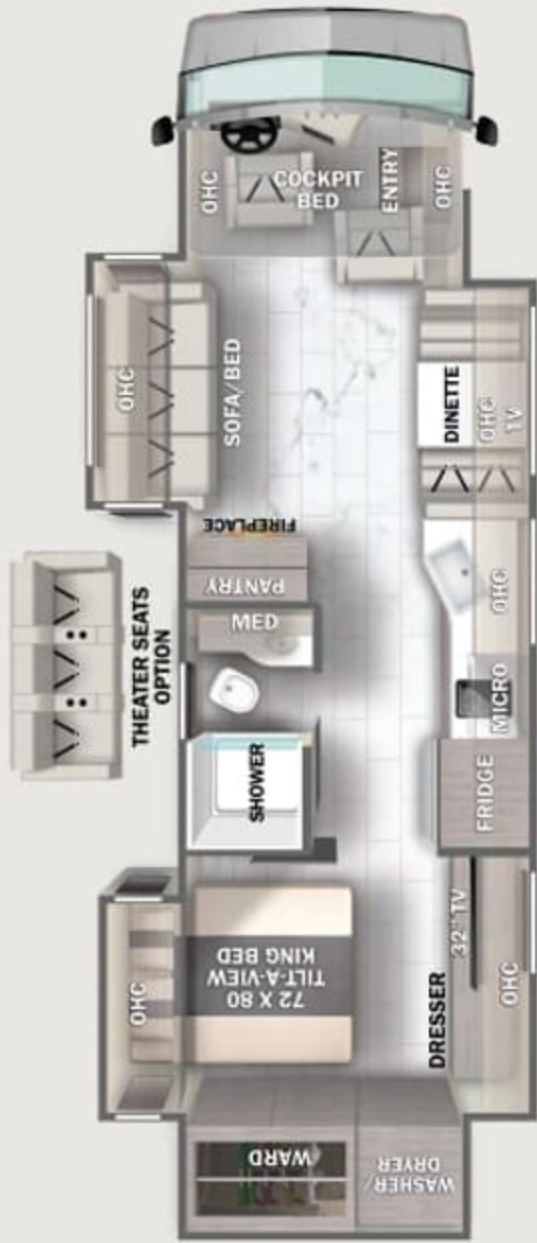 OHC
COCKPIT
BED
ENTRY
OHC
OHC
SOFA/BED
DINETTE
OHC
TV
FIREPLACE
PANTRY
THEATER SEATS
OPTION
MED
OHC
MICRO
SHOWER
FRIDGE
OHC
72 X 80
TILT-A-VIEW
KING BED
32" TV
DRESSER
OHC
WARD
WASHER/
DRYER